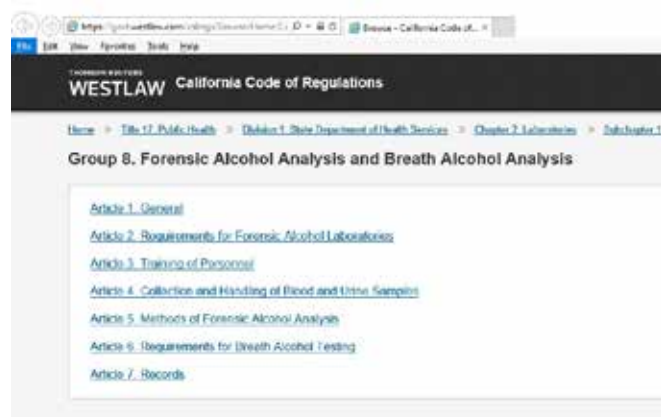 Browse - California Code of...
File Edit View Favorites Tools Help
THOMSON REUTERS
WESTLAW California Code of Regulations
Home Title 17. Public Health Division 1. State Department of Health Services Chapter 2. Laboratories Subchapter 1
Group 8. Forensic Alcohol Analysis and Breath Alcohol Analysis
Article 1. General
Article 2. Requirements for Forensic Alcohol Laboratories
Article 3. Training of Personnel
Article 4. Collection and Handling of Blood and Urine Samples
Article 5. Methods of Forensic Alcohol Analysis
Article 6. Requirements for Breath Alcohol Testing
Article 7. Records